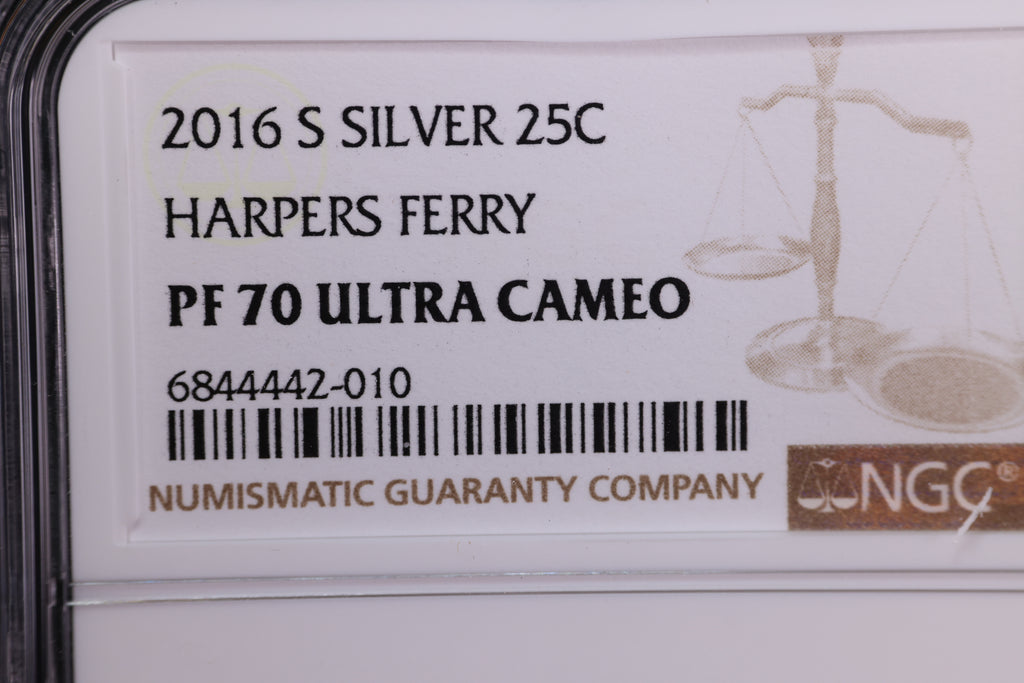 2016 S SILVER 25C
HARPERS FERRY
PF 70 ULTRA CAMEO
6844442-010
NUMISMATIC GUARANTY COMPANY
NGC®